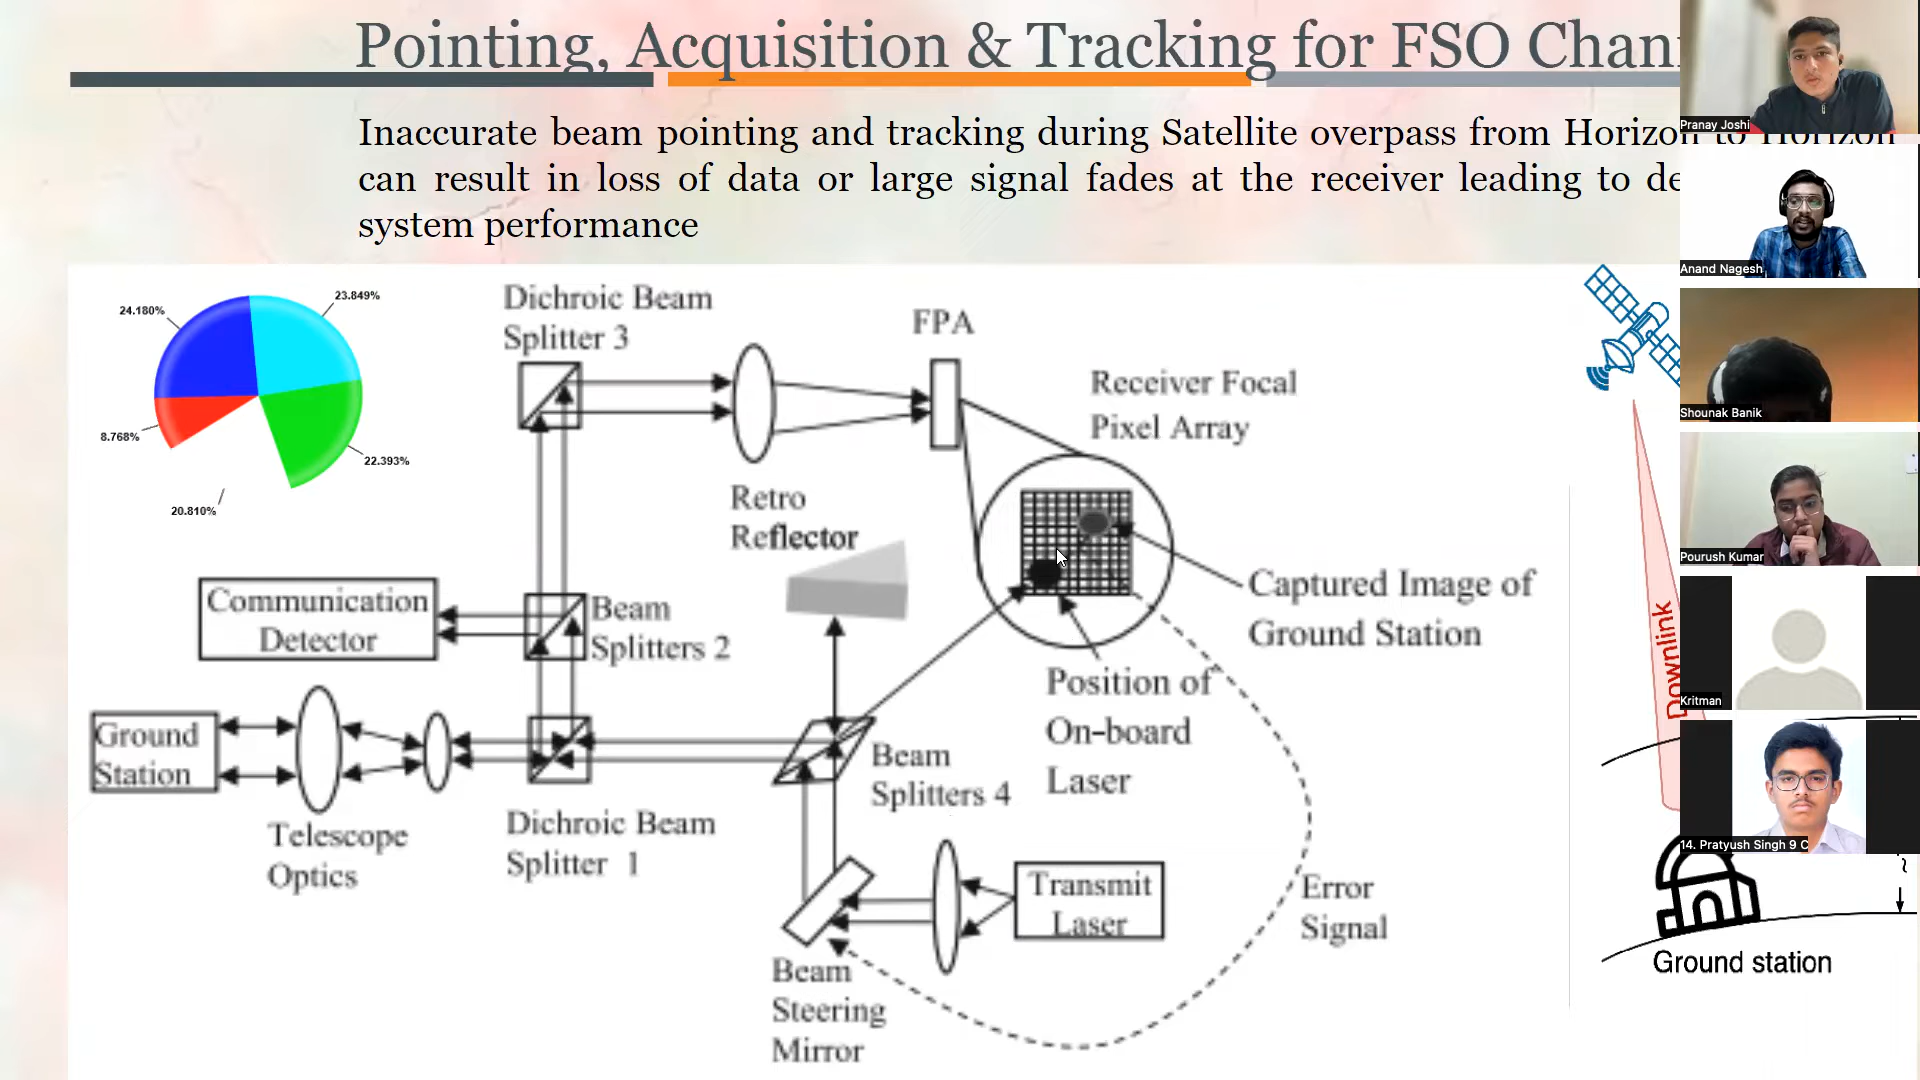 Pointing, Acquisition & Tracking for FSO
Inaccurate beam pointing and tracking during Satellite overpass from Horizon to Horizon
can result in loss of data or large signal fades at the receiver leading to
system performance
24.180%
23.849%
8.768%
22.393%
20.810%
Dichroic Beam
Splitter 3
FPA
Receiver Focal
Pixel Array
Retro
Reflector
Captured Image of
Ground Station
Communication
Detector
Beam
Splitters 2
Position of
On-board
Laser
Ground
Station
Beam
Splitters 4
Telescope
Optics
Dichroic Beam
Splitter 1
Transmit
Laser
Error
Signal
Beam
Steering
Mirror
Downlink
Ground station
Pranay Joshi
Anand Nagesh
Shounak Banik
Pourush Kumar
Kritman
14. Pratyush Singh 9 C